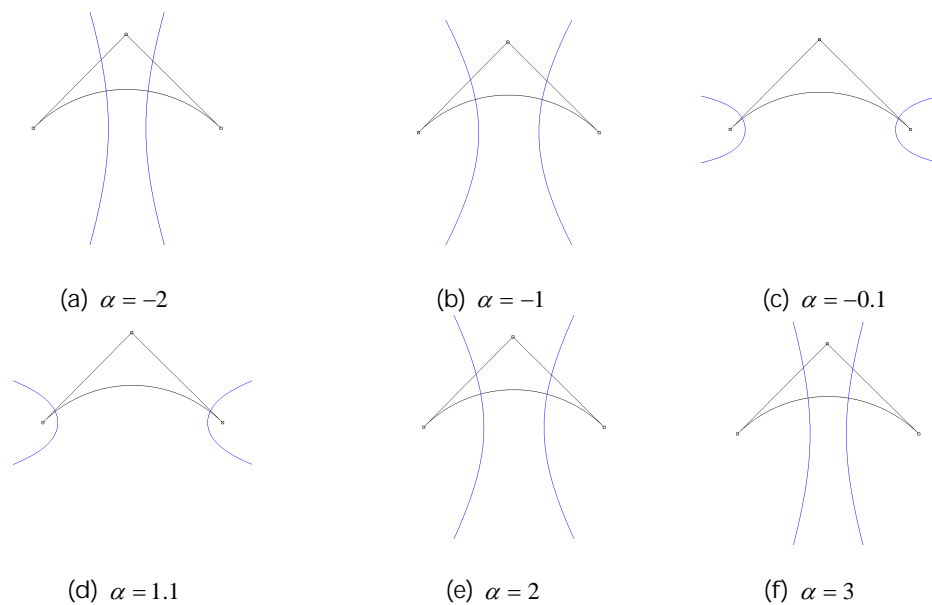 (a) α = −2
(b) α = −1
(c) α = −0.1
(d) α = 1.1
(e) α = 2
(f) α = 3